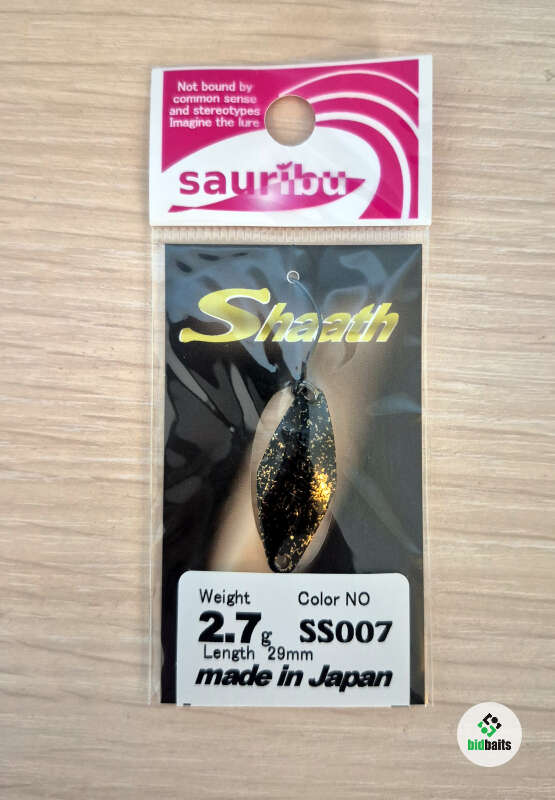 Not bound by
common sense
and stereotypes
Imagine the lure
sauribu
Shaath
Weight Color NO
2.7g SS007
Length 29mm
made in Japan
bidbaits